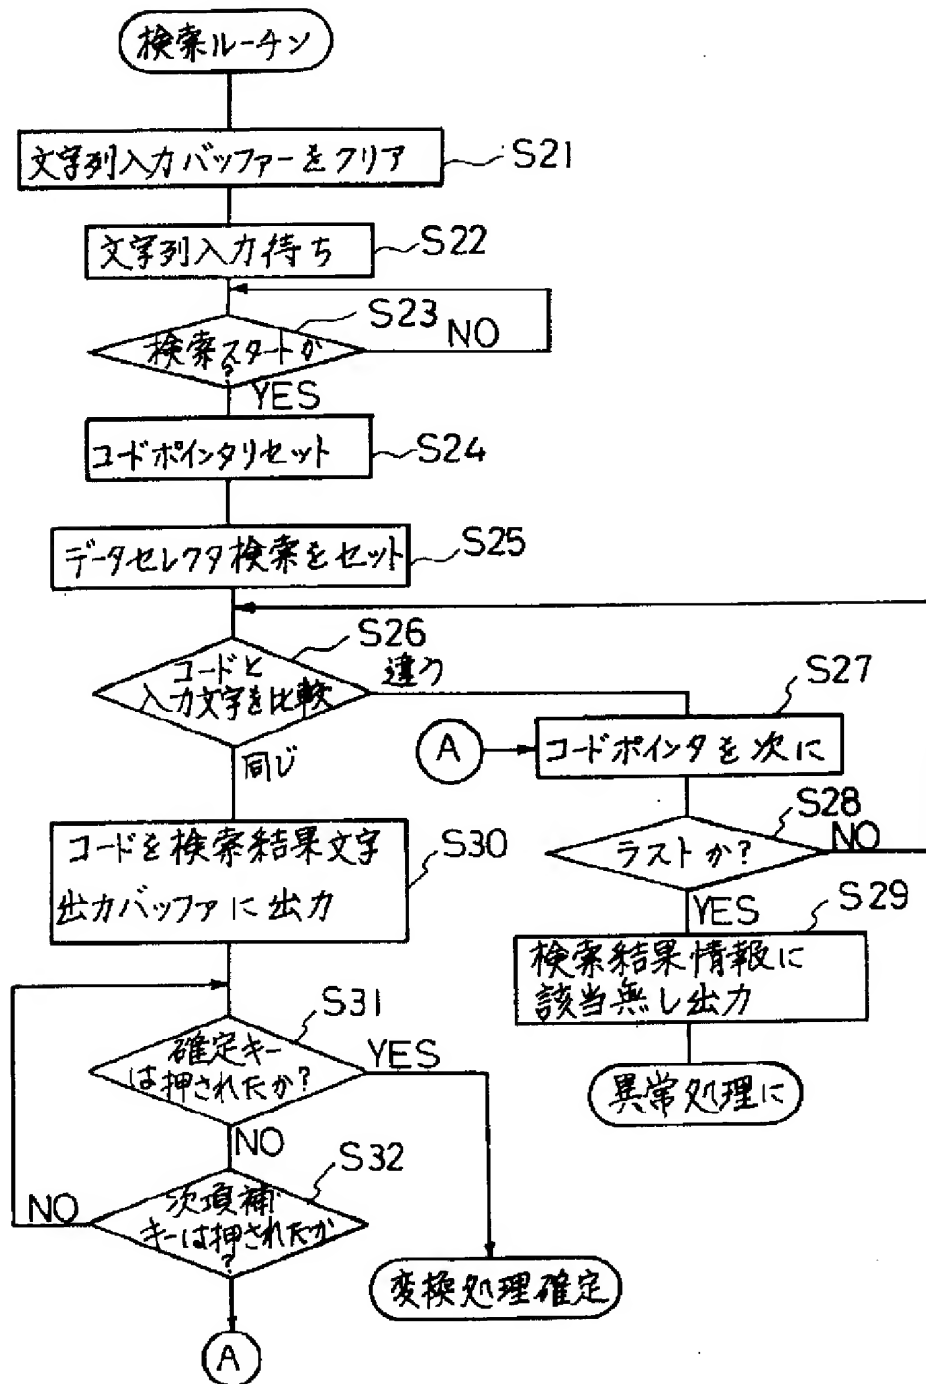 検索ルーチン
文字列入力バッファーをクリア
S21
文字列入力待ち
S22
S23
NO
検索スタートか
?
YES
コードポインタリセット
S24
データセレクタ検索をセット
S25
S26
コードと
入力文字を比較
違う
同じ
S27
A
コードポインタを次に
S28
ラストか?
NO
YES
S29
検索結果情報に
該当無し出力
異常処理に
コードを検索結果文字
出力バッファに出力
S30
S31
確定キー
は押されたか?
YES
NO
S32
次項補
キーは押されたか
?
NO
変換処理確定
A